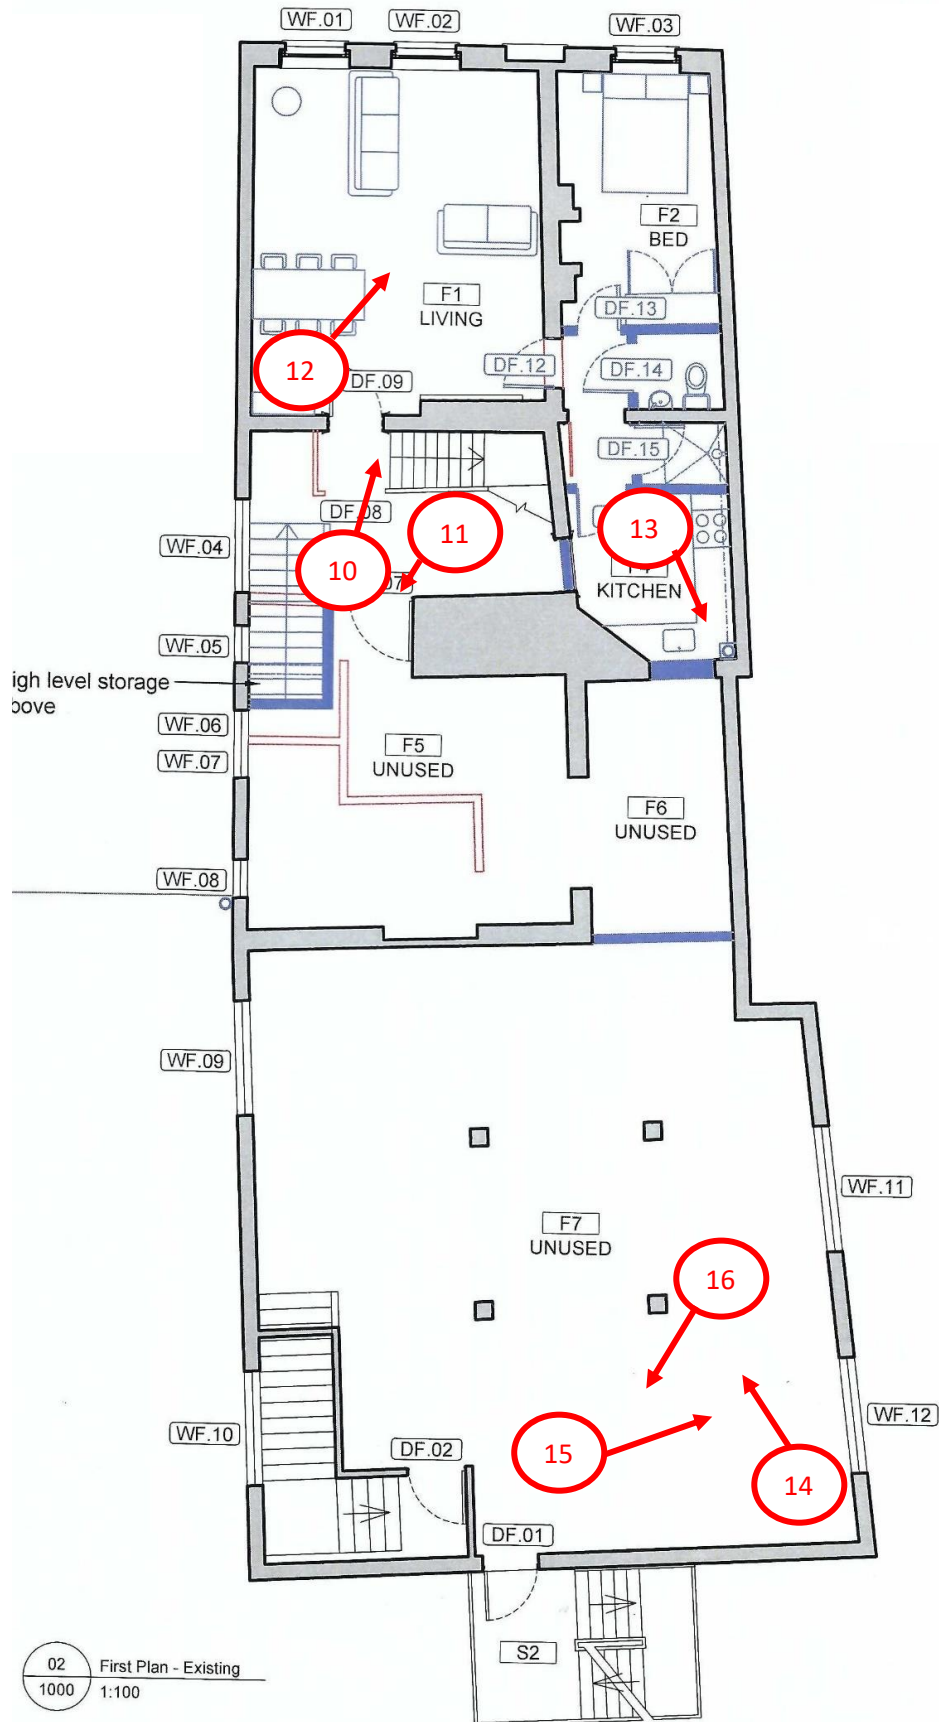 WF.01
WF.02
WF.03
F2
BED
F1
LIVING
DF.13
12
DF.12
DF.14
DF.09
DF.15
DF.08
11
13
WF.04
10
07
KITCHEN
WF.05
igh level storage
bove
WF.06
F5
UNUSED
WF.07
F6
UNUSED
WF.08
WF.09
WF.11
F7
UNUSED
16
WF.12
WF.10
DF.02
15
14
DF.01
S2
02
First Plan - Existing
1000
1:100